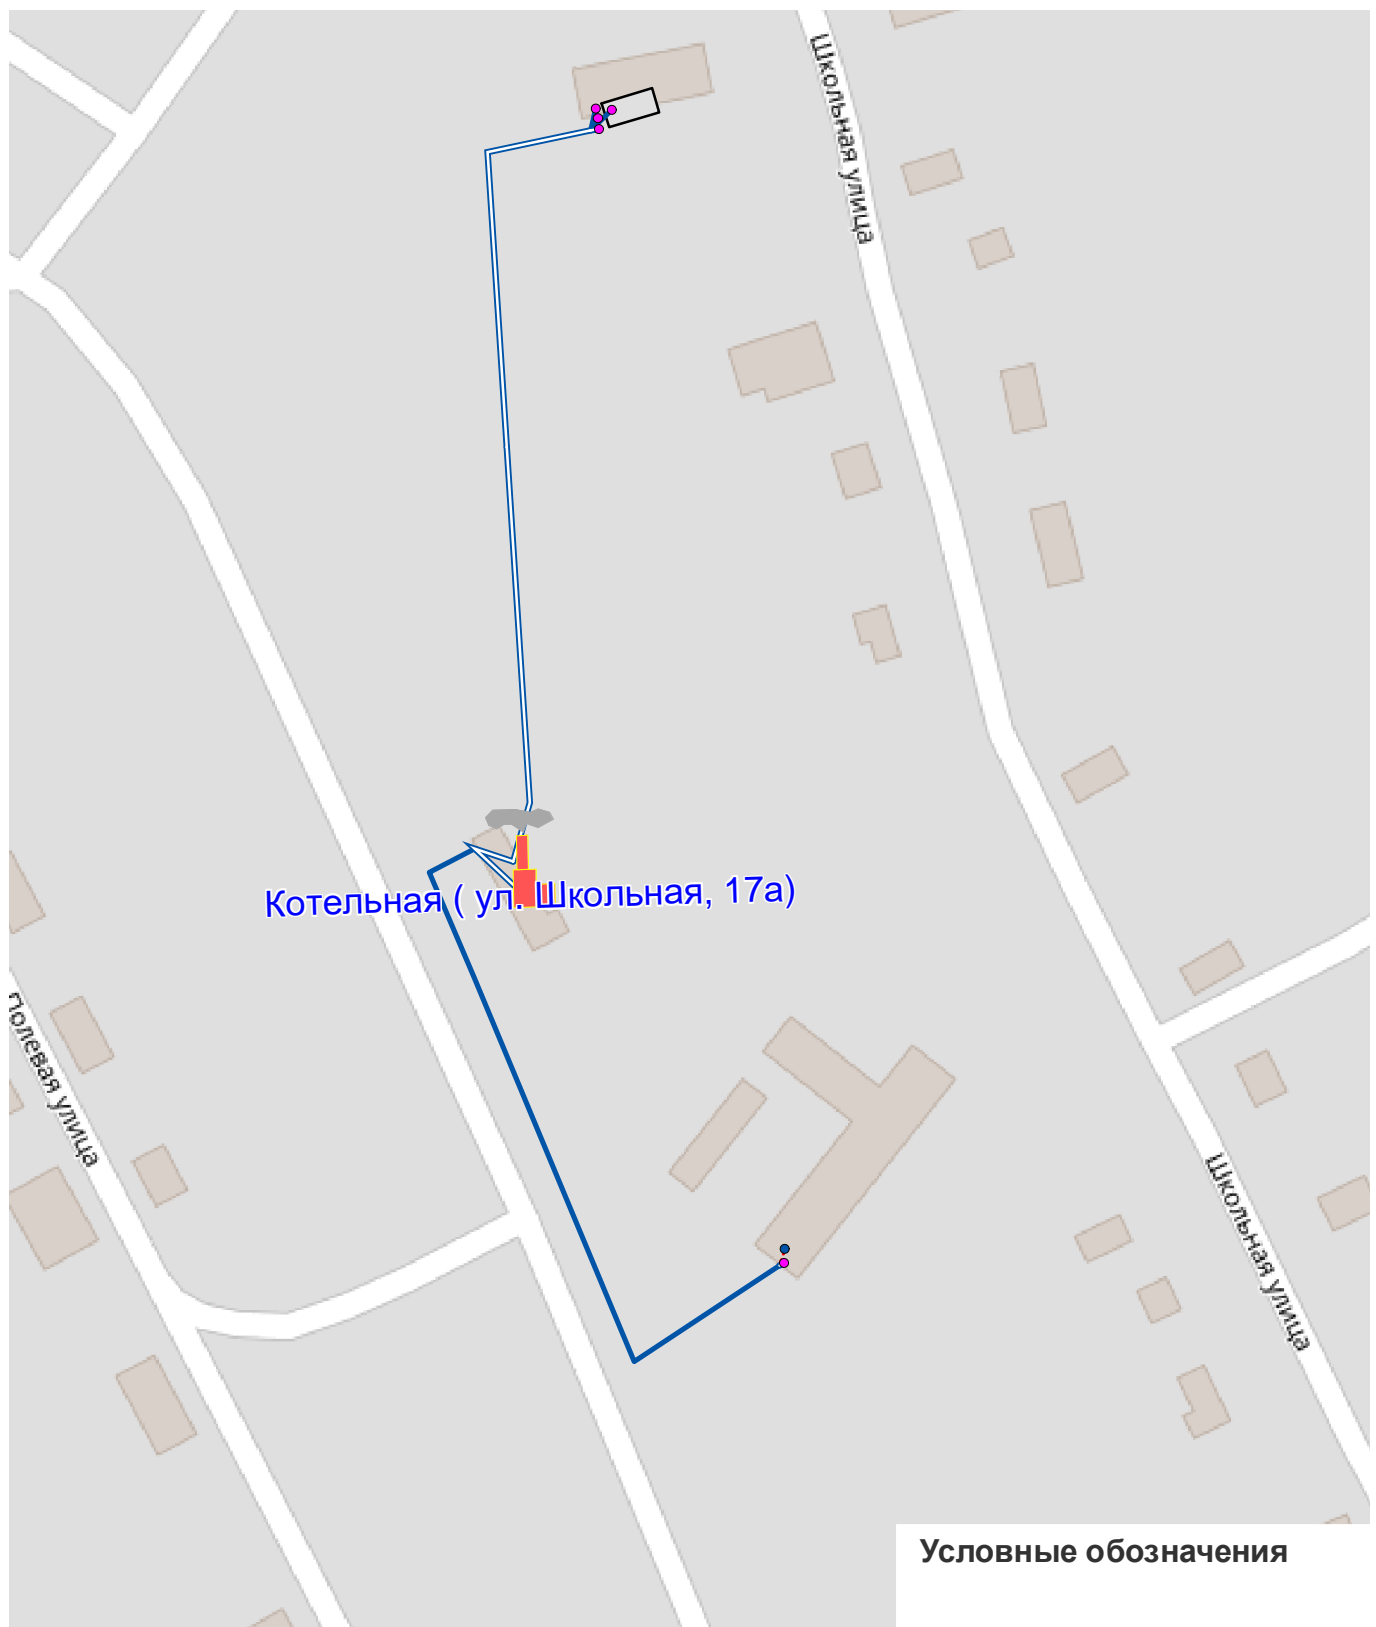 Школьная улица
Котельная ( ул. Школьная, 17а)
Полевая улица
Школьная улица
Условные обозначения